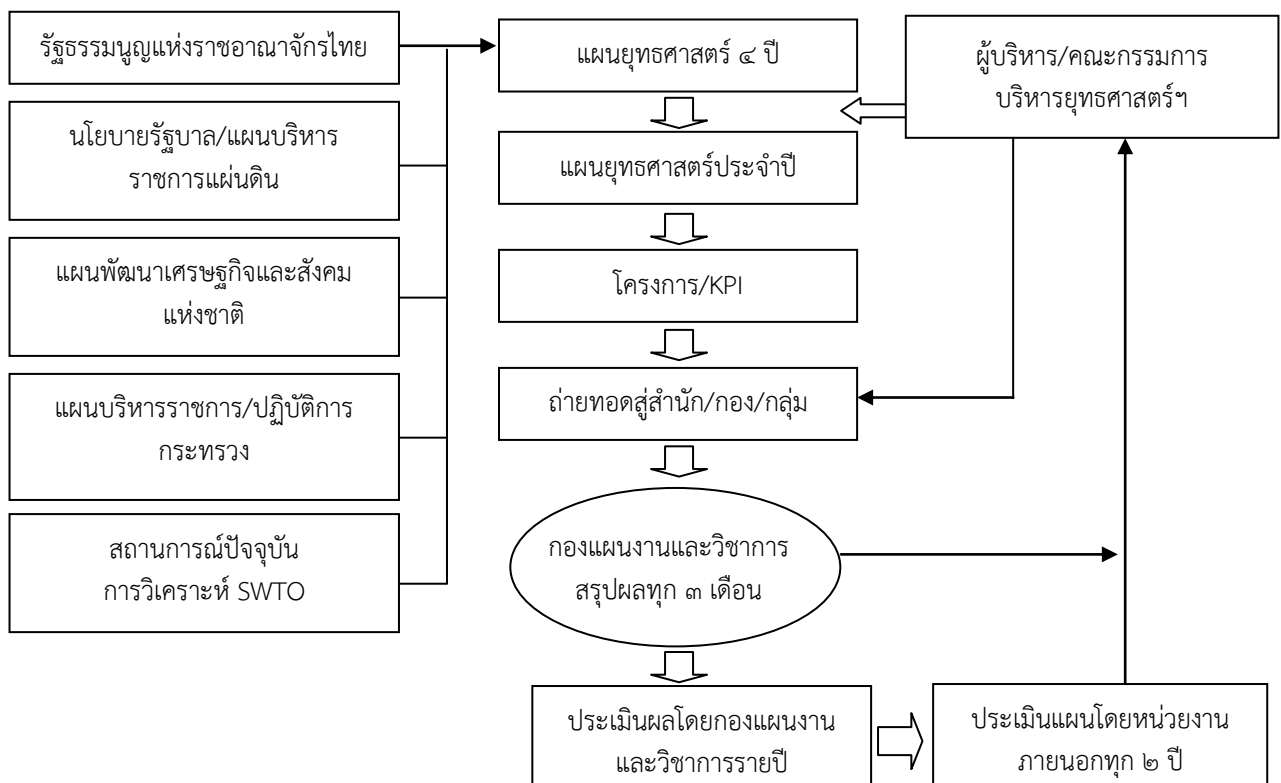 รัฐธรรมนูญแห่งราชอาณาจักรไทย
นโยบายรัฐบาล/แผนบริหาร
ราชการแผ่นดิน
แผนพัฒนาเศรษฐกิจและสังคม
แห่งชาติ
แผนบริหารราชการ/ปฏิบัติการ
กระทรวง
สถานการณ์ปัจจุบัน
การวิเคราะห์ SWTO
แผนยุทธศาสตร์ ๔ ปี
แผนยุทธศาสตร์ประจำปี
โครงการ/KPI
ถ่ายทอดสู่สำนัก/กอง/กลุ่ม
กองแผนงานและวิชาการ
สรุปผลทุก ๓ เดือน
ประเมินผลโดยกองแผนงาน
และวิชาการรายปี
ผู้บริหาร/คณะกรรมการ
บริหารยุทธศาสตร์ฯ
ประเมินแผนโดยหน่วยงาน
ภายนอกทุก ๒ ปี